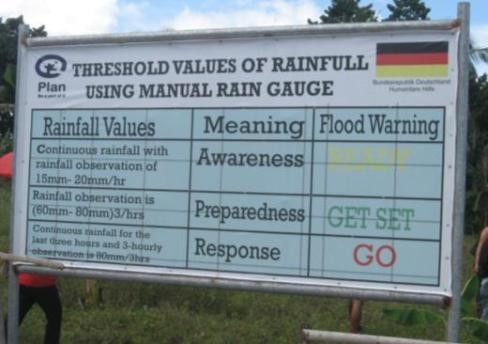 Plan
THRESHOLD VALUES OF RAINFULL
USING MANUAL RAIN GAUGE
Bundesrepublik Deutschland
Humanitäre Hilfe
Rainfall Values
Meaning
Flood Warning
Continuous rainfall with
rainfall observation of
15mm- 20mm/hr
Awareness
READY
Rainfall observation is
(60mm- 80mm)3/hrs
Preparedness
GET SET
Continuous rainfall for the
last three hours and 3-hourly
observation is 80mm/3hrs
Response
GO